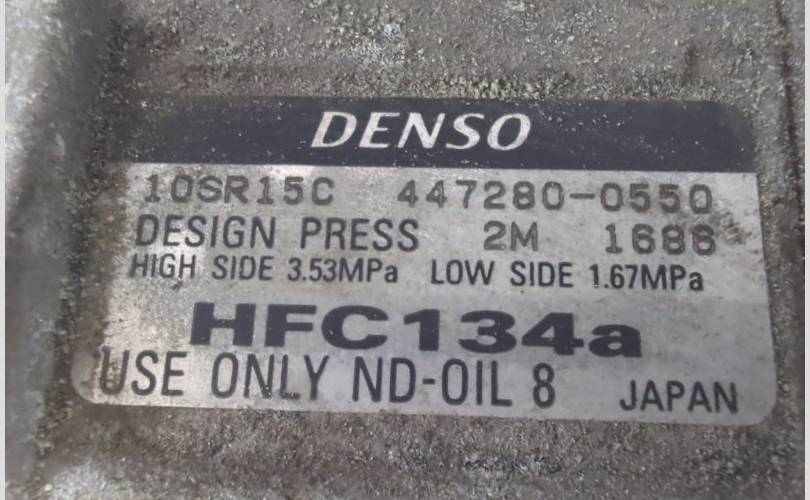 DENSO
10SR15C 447280-0550
DESIGN PRESS 2M 1686
HIGH SIDE 3.53MPa LOW SIDE 1.67MPa
HFC134a
USE ONLY ND-OIL 8 JAPAN